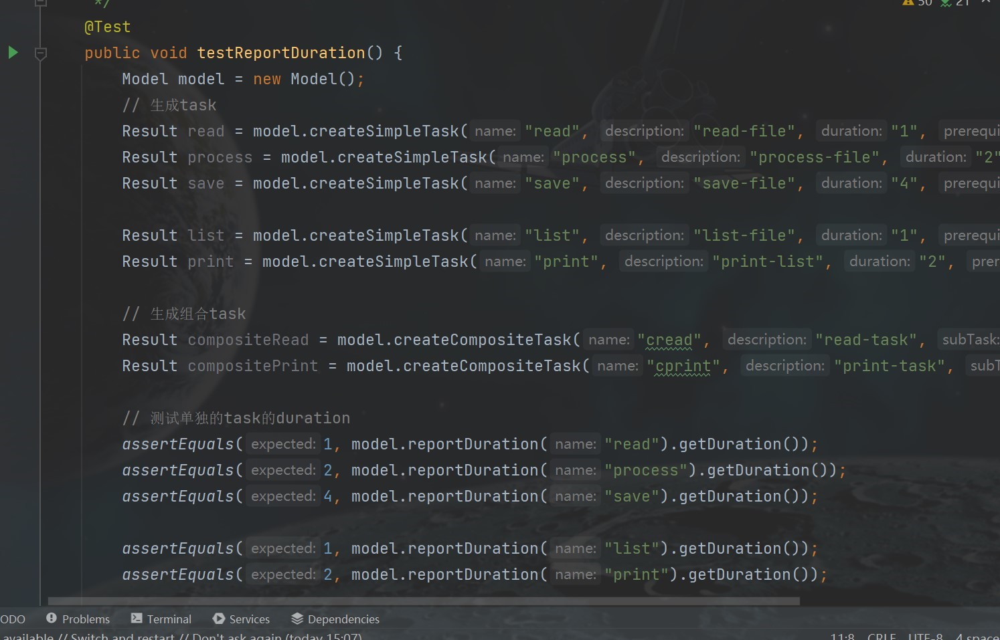 */
50 21
@Test
public void testReportDuration() {
Model model = new Model();
// 生成task
Result read = model.createSimpleTask( name: "read", description: "read-file", duration: "1", prerequi
Result process = model.createSimpleTask( name: "process", description: "process-file", duration: "2"
Result save = model.createSimpleTask( name: "save", description: "save-file", duration: "4", prerequi
Result list = model.createSimpleTask( name: "list", description: "list-file", duration: "1", prerequi
Result print = model.createSimpleTask( name: "print", description: "print-list", duration: "2", prer
// 生成组合task
Result compositeRead = model.createCompositeTask( name: "cread", description: "read-task", subTask:
Result compositePrint = model.createCompositeTask( name: "cprint", description: "print-task", subT
// 测试单独的task的duration
assertEquals( expected: 1, model.reportDuration( name: "read").getDuration());
assertEquals( expected: 2, model.reportDuration( name: "process").getDuration());
assertEquals( expected: 4, model.reportDuration( name: "save").getDuration());
assertEquals( expected: 1, model.reportDuration( name: "list").getDuration());
assertEquals( expected: 2, model.reportDuration( name: "print").getDuration());
ODO Problems Terminal Services Dependencies
available // Switch and restart // Don't ask again (today 15:07) 11:8 CRLF UTF-8 4 space